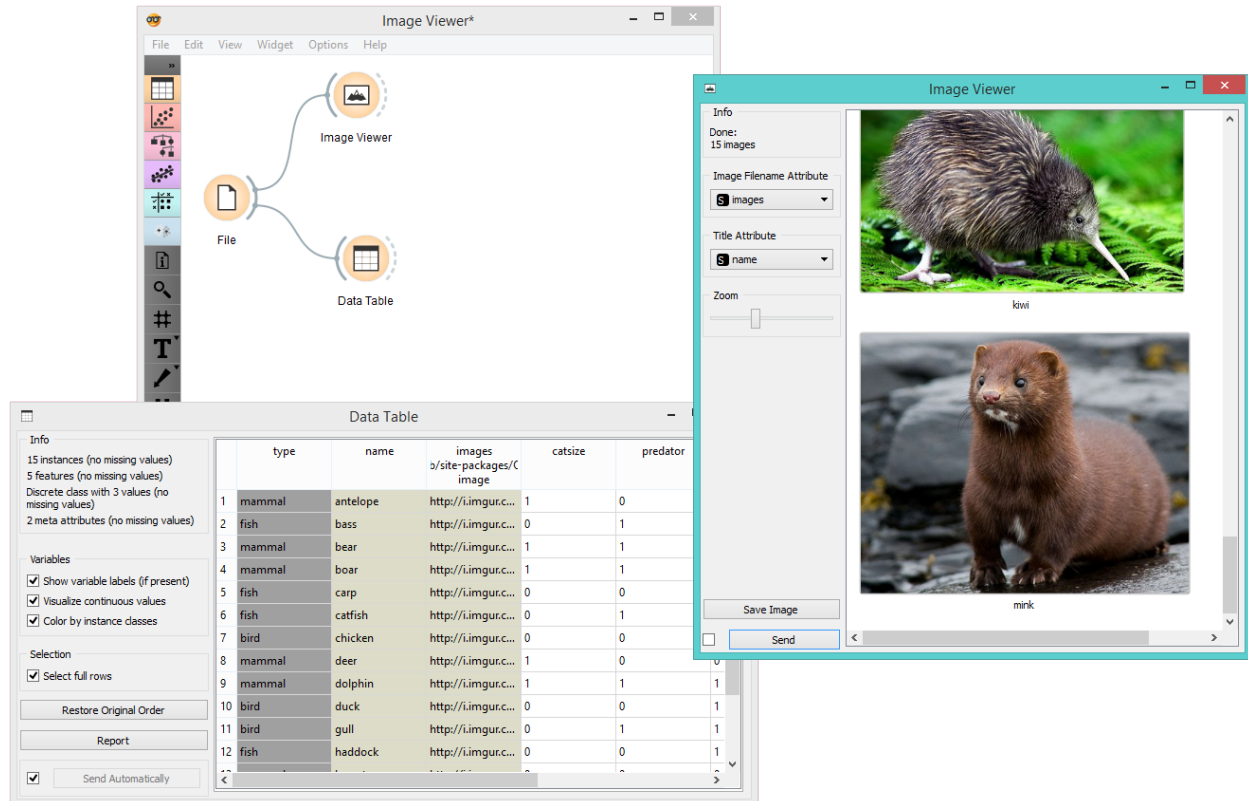 Image Viewer*
File Edit View Widget Options Help
Image Viewer
File
Data Table
Image Viewer
Info
Done:
15 images
Image Filename Attribute
S images
Title Attribute
S name
Zoom
Save Image
Send
kiwi
mink
Data Table
Info
15 instances (no missing values)
5 features (no missing values)
Discrete class with 3 values (no
missing values)
2 meta attributes (no missing values)
Variables
Show variable labels (if present)
Visualize continuous values
Color by instance classes
Selection
Select full rows
Restore Original Order
Report
Send Automatically
type name images catsize predator
b/site-packages/C
image
1 mammal antelope http://i.imgur.c... 1 0
2 fish bass http://i.imgur.c... 0 1
3 mammal bear http://i.imgur.c... 1 1
4 mammal boar http://i.imgur.c... 1 1
5 fish carp http://i.imgur.c... 0 0
6 fish catfish http://i.imgur.c... 0 1
7 bird chicken http://i.imgur.c... 0 0
8 mammal deer http://i.imgur.c... 1 0 0
9 mammal dolphin http://i.imgur.c... 1 1 1
10 bird duck http://i.imgur.c... 0 0 1
11 bird gull http://i.imgur.c... 0 1 1
12 fish haddock http://i.imgur.c... 0 0 1